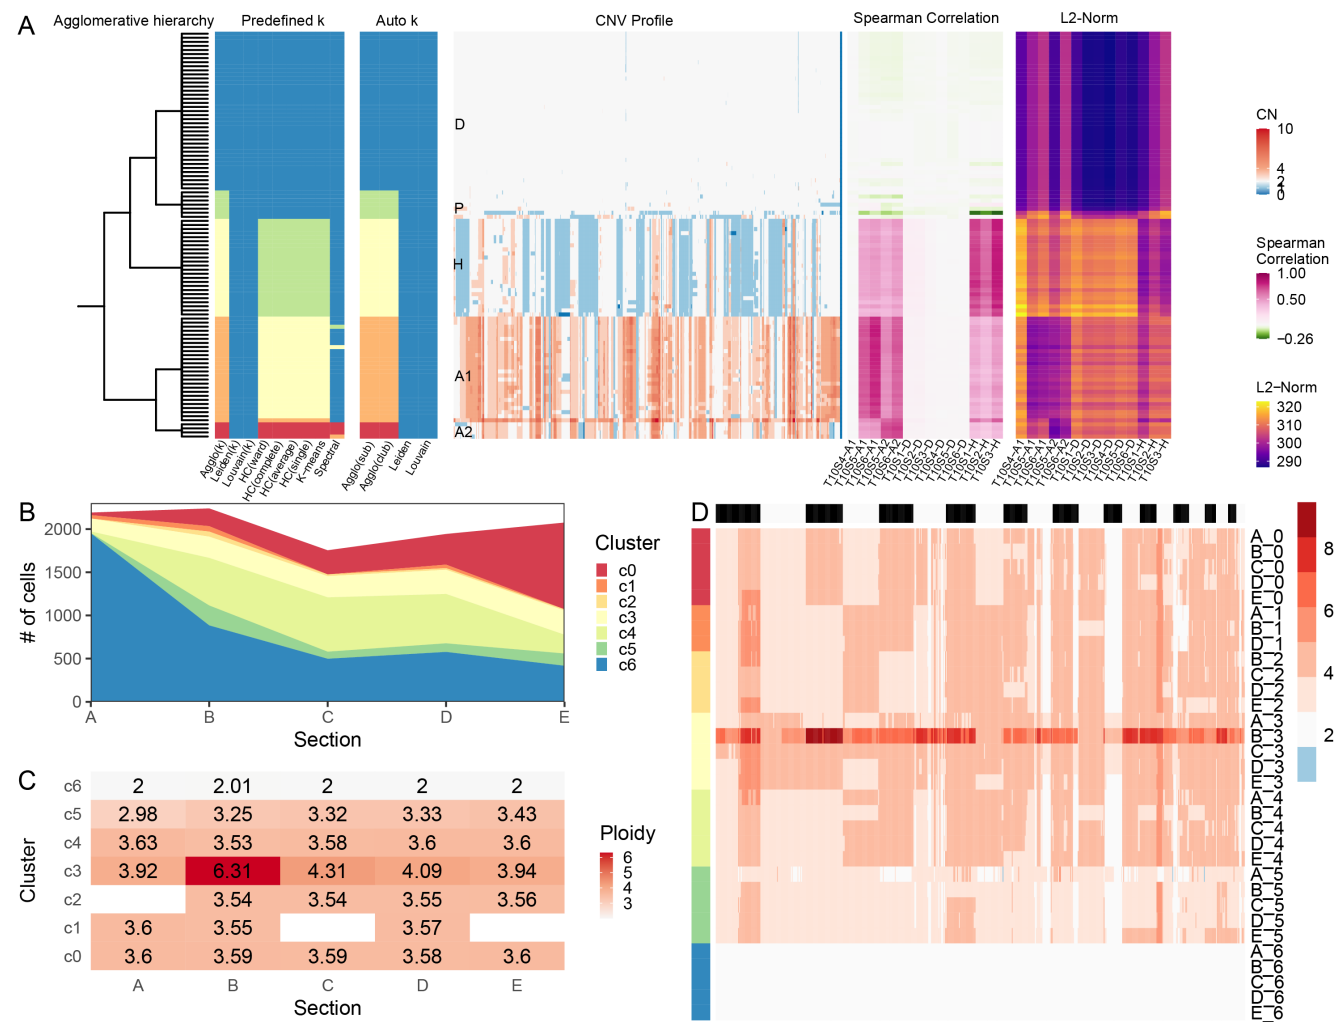 A
Agglomerative hierarchy
Predefined k
Auto k
CNV Profile
Spearman Correlation
L2-Norm
D
P
H
A1
A2
CN
10
4
2
1
0
Spearman
Correlation
1.00
0.50
−0.26
L2−Norm
320
310
300
290
Agglo(k)
Leiden(k)
Louvain(k)
HC(ward)
HC(complete)
HC(average)
HC(single)
K-means
Spectral
Agglo(sub)
Agglo(club)
Leiden
Louvain
T10S4−A1
T10S5−A1
T10S6−A1
T10S5−A2
T10S6−A2
T10S1−D
T10S2−D
T10S3−D
T10S4−D
T10S5−D
T10S6−D
T10S1−H
T10S2−H
T10S3−H
T10S4−A1
T10S5−A1
T10S6−A1
T10S5−A2
T10S6−A2
T10S1−D
T10S2−D
T10S3−D
T10S4−D
T10S5−D
T10S6−D
T10S1−H
T10S2−H
T10S3−H
B
# of cells
2000
1500
1000
500
0
A B C D E
Section
Cluster
c0
c1
c2
c3
c4
c5
c6
C
Cluster
c6 2 2.01 2 2 2
c5 2.98 3.25 3.32 3.33 3.43
c4 3.63 3.53 3.58 3.6 3.6
c3 3.92 6.31 4.31 4.09 3.94
c2 3.54 3.54 3.55 3.56
c1 3.6 3.55 3.57
c0 3.6 3.59 3.59 3.58 3.6
A B C D E
Section
Ploidy
6
5
4
3
D
A_0
B_0
C_0
D_0
E_0
A_1
B_1
D_1
B_2
C_2
D_2
E_2
A_3
B_3
C_3
D_3
E_3
A_4
B_4
C_4
D_4
E_4
A_5
B_5
C_5
D_5
E_5
A_6
B_6
C_6
D_6
E_6
8
6
4
2